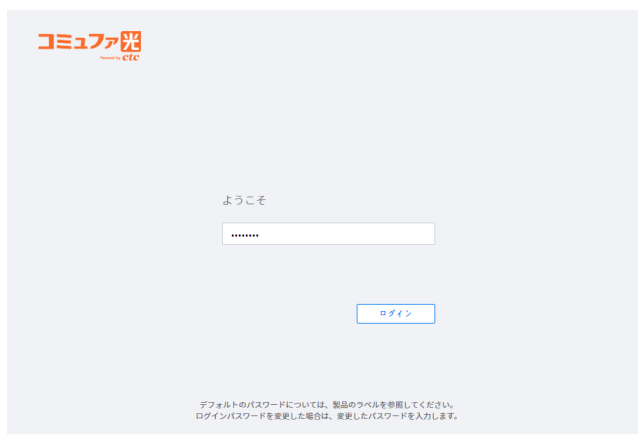 コミュファ光
Powered by ctc
ようこそ
••••••••
ログイン
デフォルトのパスワードについては、製品のラベルを参照してください。
ログインパスワードを変更した場合は、変更したパスワードを入力します。